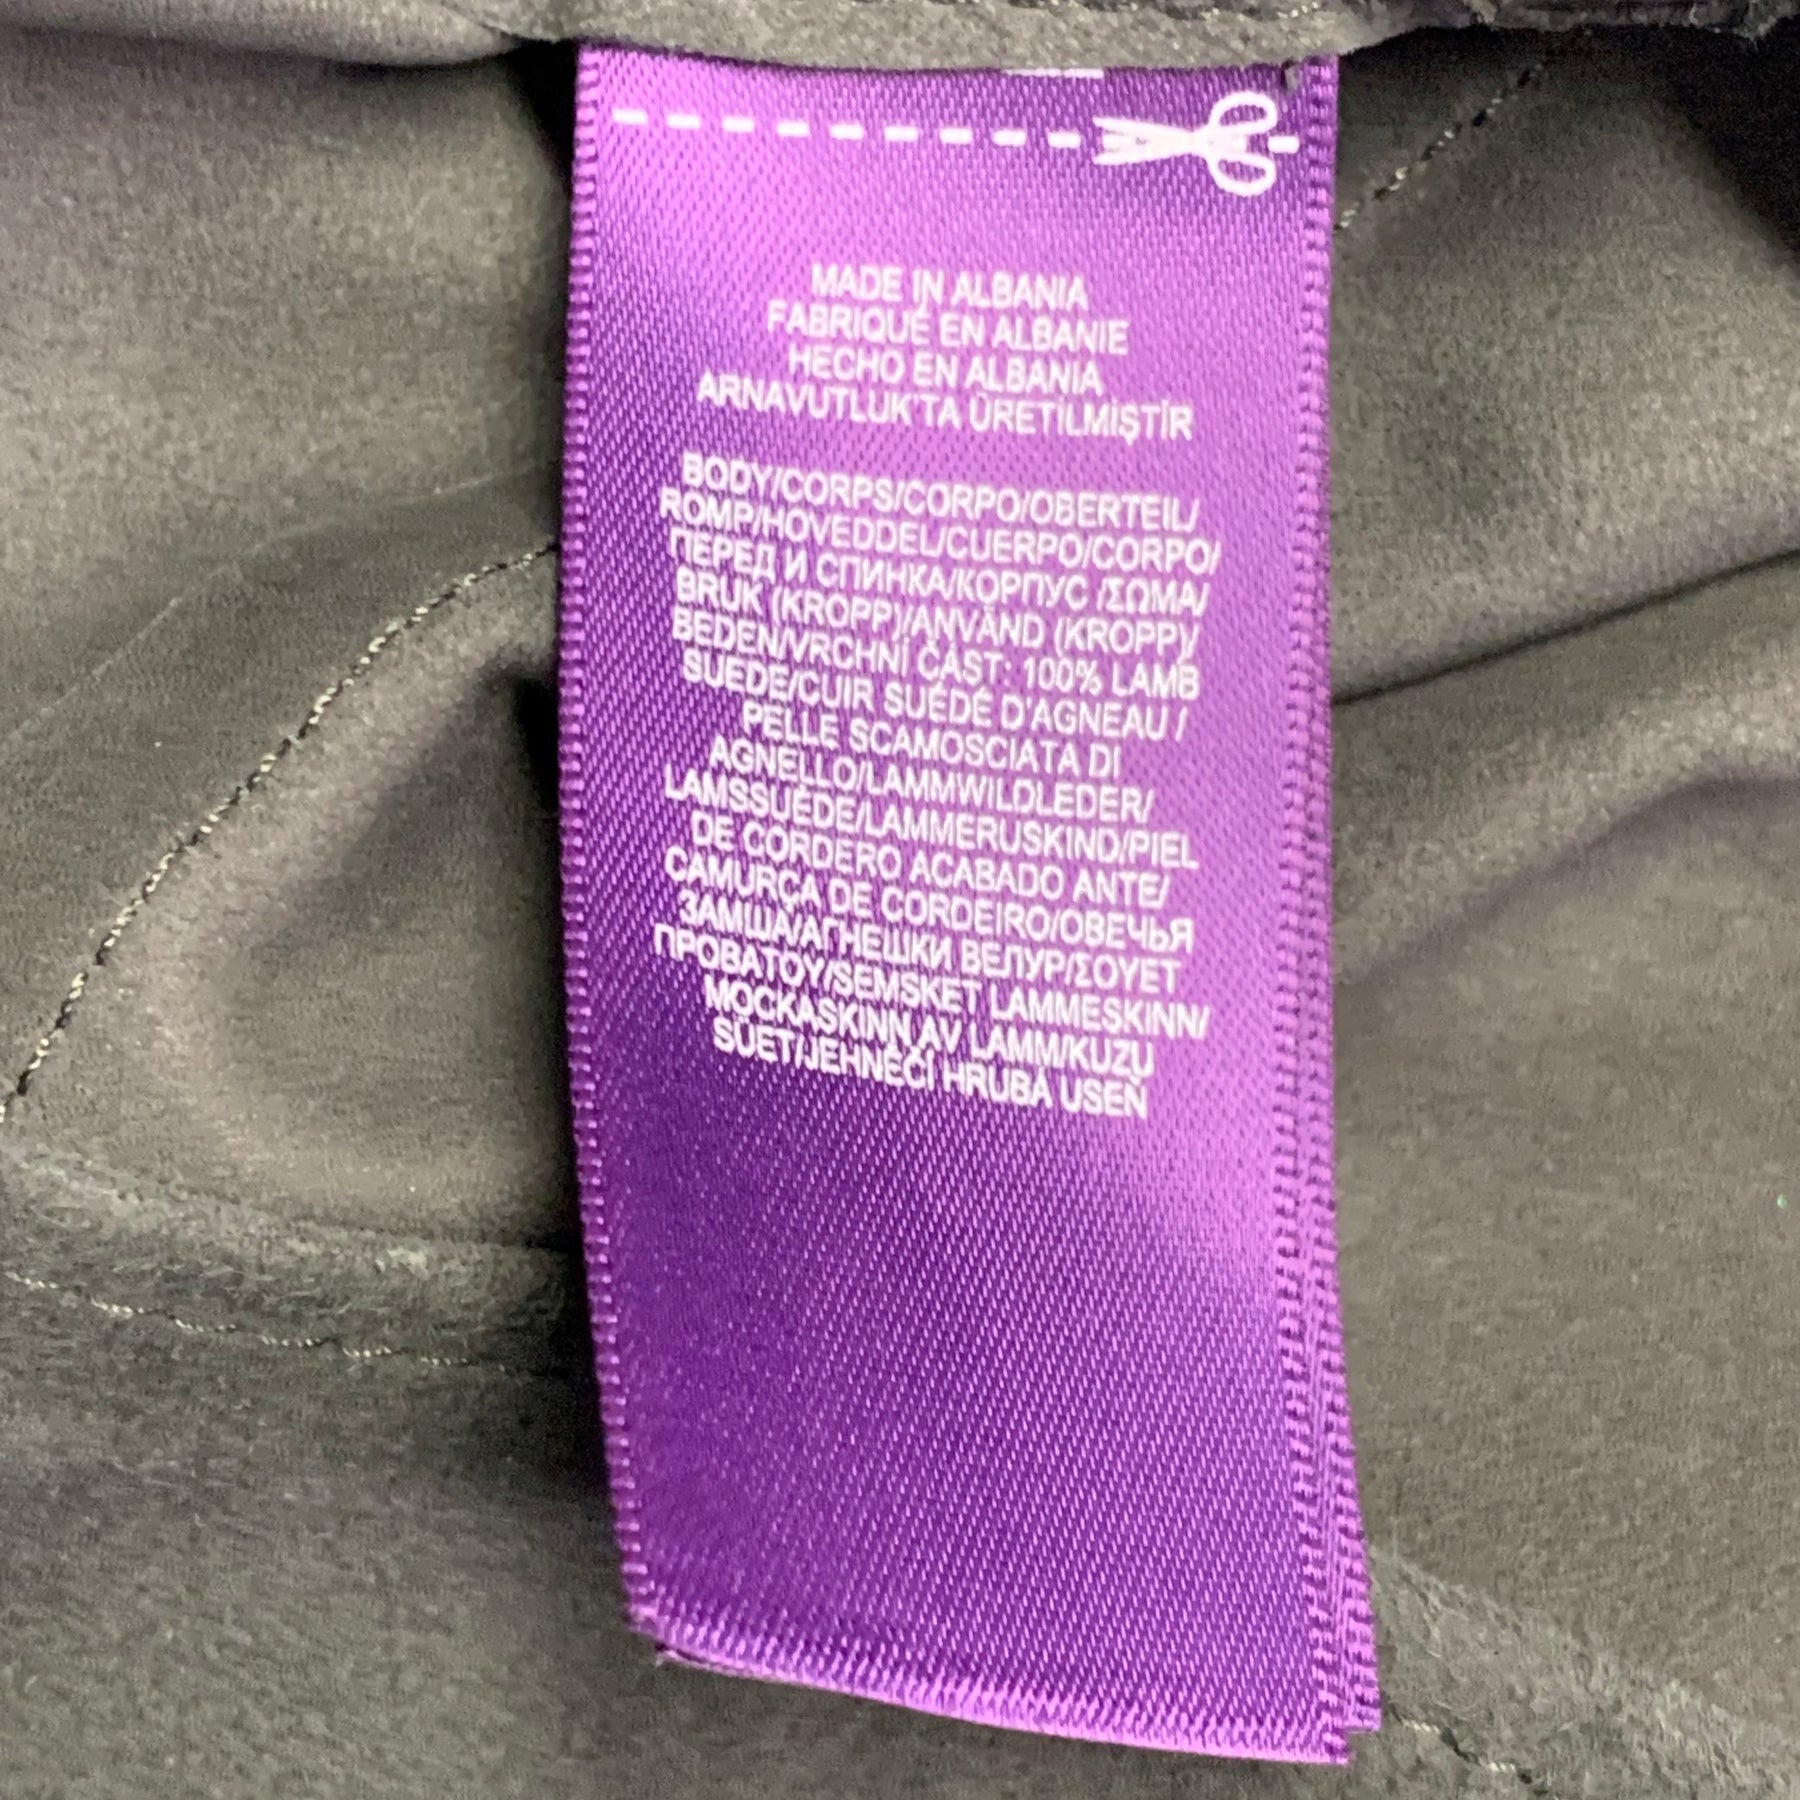 MADE IN ALBANIA
FABRIQUÉ EN ALBANIE
HECHO EN ALBANIA
ARNAVUTLUK'TA ÜRETİLMİŞTİR
BODY/CORPS/CORPO/OBERTEIL/
ROMP/HOVEDDEL/CUERPO/CORPO/
ПЕРЕД И СПИНКА/КОРПУС /ΣΩΜΑ/
BRUK (KROPP)/ANVÄND (KROPP)/
BEDEN/VRCHNÍ ČÁST: 100% LAMB
SUEDE/CUIR SUÉDÉ D'AGNEAU /
PELLE SCAMOSCIATA DI
AGNELLO/LAMMWILDLEDER/
LAMSSUÈDE/LAMMERUSKIND/PIEL
DE CORDERO ACABADO ANTE/
CAMURÇA DE CORDEIRO/ОВЕЧЬЯ
ЗАМША/АГНЕШКИ ВЕЛУР/ΣΟΥΕΤ
ΠΡΟΒΑΤΟΥ/SEMSKET LAMMESKINN/
MOCKASKINN AV LAMM/KUZU
SÜET/JEHNĚČÍ HRUBÁ USEŇ